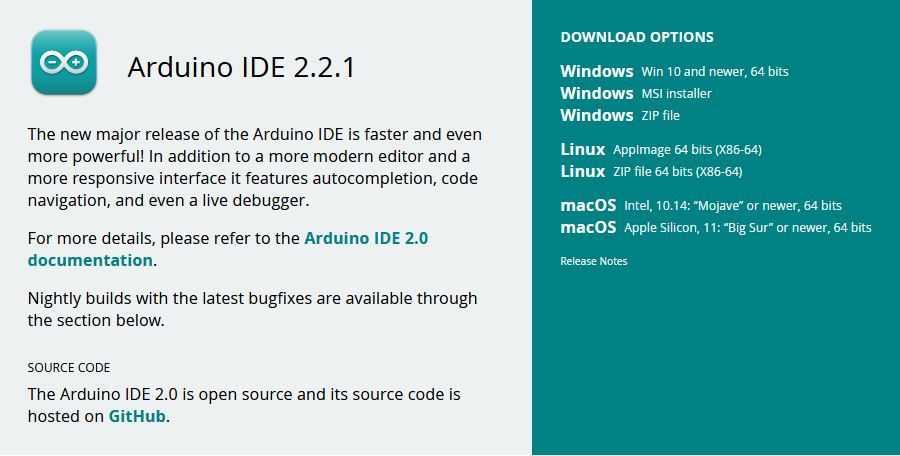 Arduino IDE 2.2.1
The new major release of the Arduino IDE is faster and even
more powerful! In addition to a more modern editor and a
more responsive interface it features autocompletion, code
navigation, and even a live debugger.
For more details, please refer to the Arduino IDE 2.0
documentation.
Nightly builds with the latest bugfixes are available through
the section below.
SOURCE CODE
The Arduino IDE 2.0 is open source and its source code is
hosted on GitHub.
DOWNLOAD OPTIONS
Windows Win 10 and newer, 64 bits
Windows MSI installer
Windows ZIP file
Linux AppImage 64 bits (X86-64)
Linux ZIP file 64 bits (X86-64)
macOS Intel, 10.14: “Mojave” or newer, 64 bits
macOS Apple Silicon, 11: “Big Sur” or newer, 64 bits
Release Notes